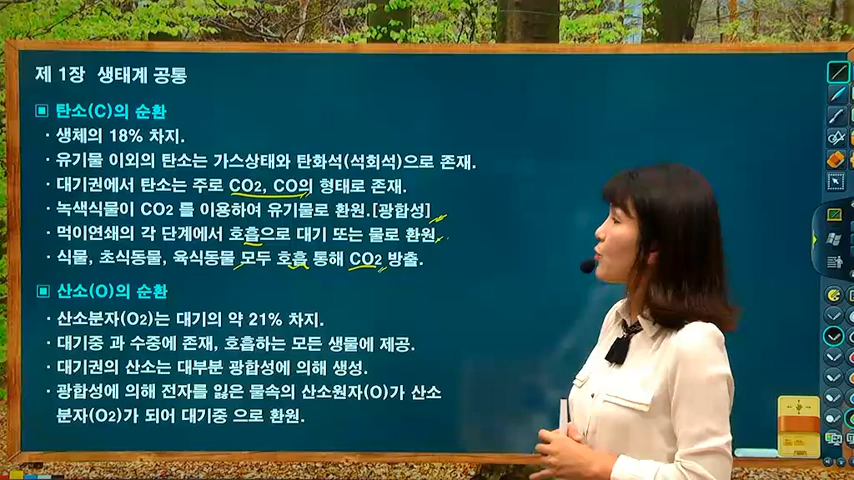 제 1장 생태계 공통
탄소(C)의 순환
· 생체의 18% 차지.
· 유기물 이외의 탄소는 가스상태와 탄화석(석회석)으로 존재.
· 대기권에서 탄소는 주로 CO2, CO의 형태로 존재.
· 녹색식물이 CO2 를 이용하여 유기물로 환원.[광합성]
· 먹이연쇄의 각 단계에서 호흡으로 대기 또는 물로 환원.
· 식물, 초식동물, 육식동물 모두 호흡 통해 CO2 방출.
산소(O)의 순환
· 산소분자(O2)는 대기의 약 21% 차지.
· 대기중 과 수중에 존재, 호흡하는 모든 생물에 제공.
· 대기권의 산소는 대부분 광합성에 의해 생성.
· 광합성에 의해 전자를 잃은 물속의 산소원자(O)가 산소
분자(O2)가 되어 대기중 으로 환원.